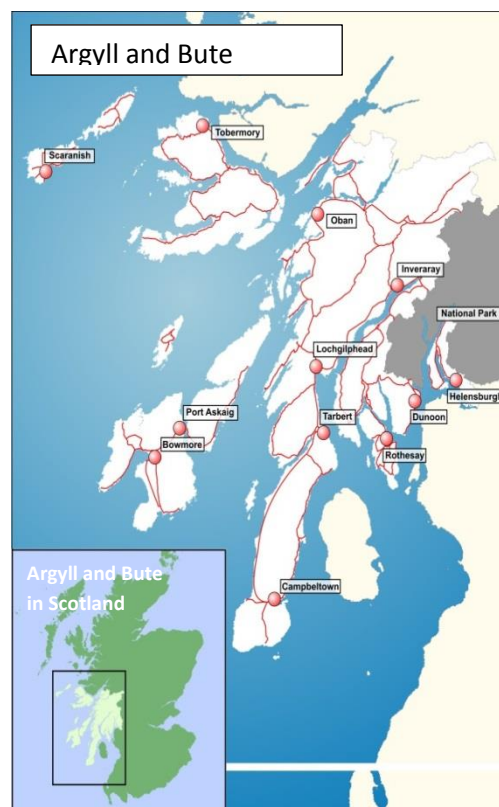 Argyll and Bute
Tobermory
Scaranish
Oban
Inveraray
National Park
Lochgilphead
Helensburgh
Port Askaig
Dunoon
Tarbert
Bowmore
Rothesay
Campbeltown
Argyll and Bute
in Scotland